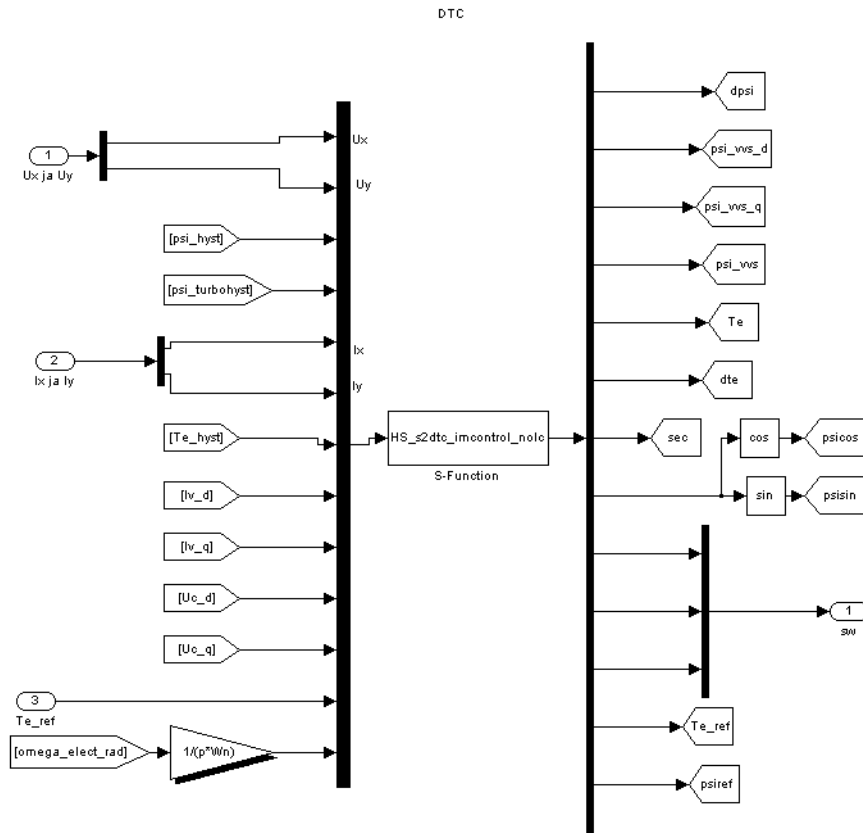 DTC
1
Ux ja Uy
Ux
Uy
[psi_hyst]
[psi_turbohyst]
2
Ix ja Iy
Ix
Iy
[Te_hyst]
[Iv_d]
[Iv_q]
[Uc_d]
[Uc_q]
3
Te_ref
[omega_elect_rad]
1/(p*Wn)
HS_s2dtc_imcontrol_nolc
S-Function
dpsi
psi_vvs_d
psi_vvs_q
psi_vvs
Te
dte
sec
cos
psicos
sin
psisin
1
sw
Te_ref
psiref